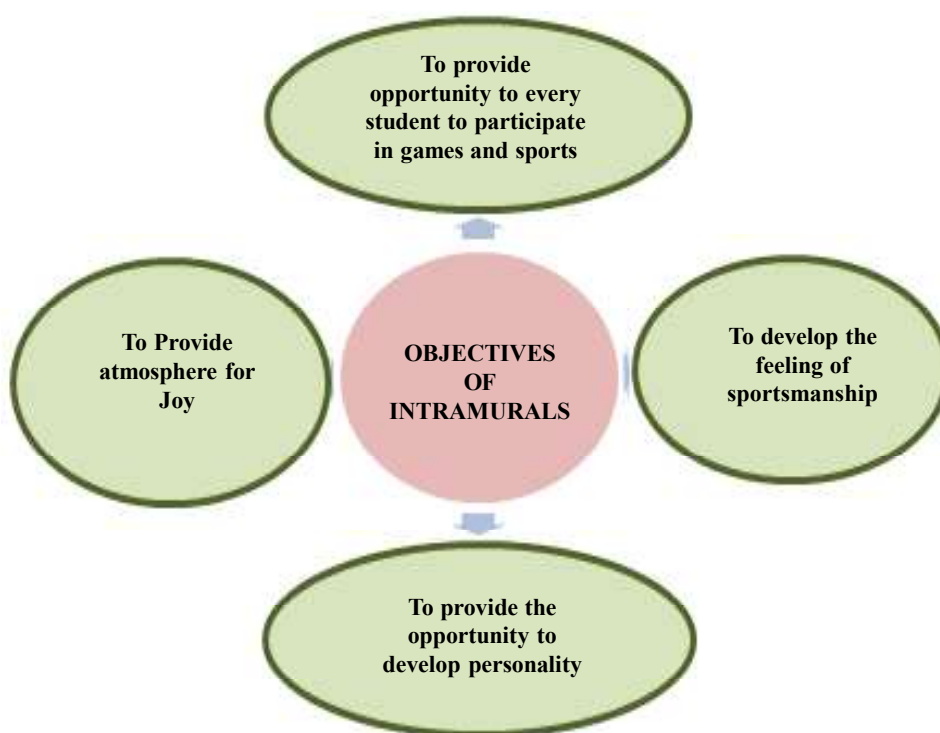 To provide
opportunity to every
student to participate
in games and sports
To Provide
atmosphere for
Joy
OBJECTIVES
OF
INTRAMURALS
To develop the
feeling of
sportsmanship
To provide the
opportunity to
develop personality